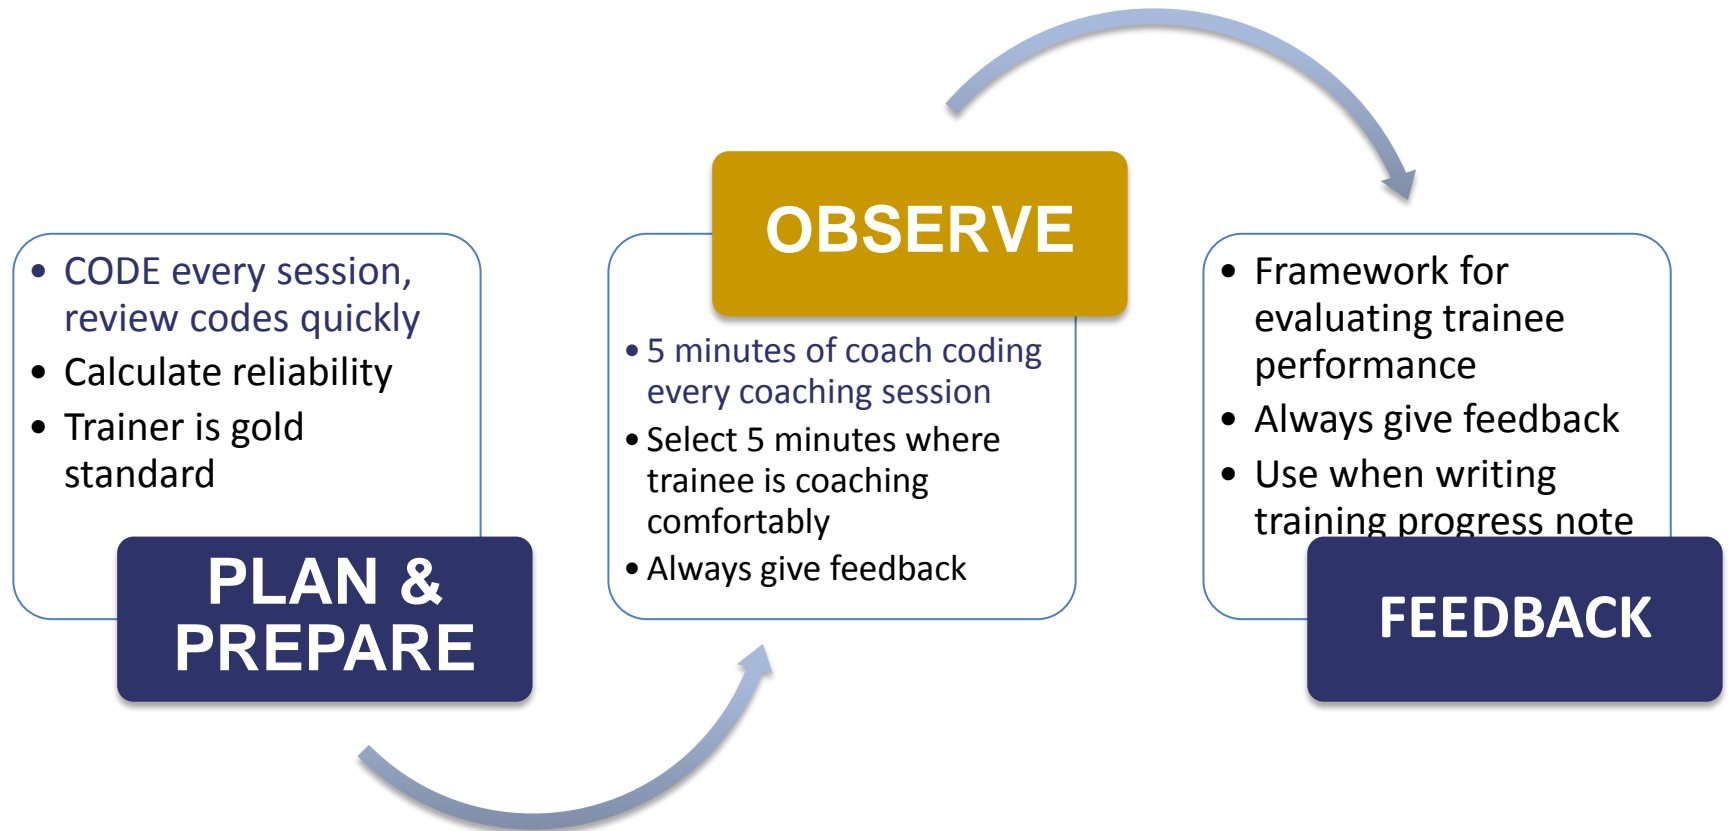 • CODE every session,
review codes quickly
• Calculate reliability
• Trainer is gold
standard
PLAN &
PREPARE
OBSERVE
• 5 minutes of coach coding
every coaching session
• Select 5 minutes where
trainee is coaching
comfortably
• Always give feedback
• Framework for
evaluating trainee
performance
• Always give feedback
• Use when writing
training progress note
FEEDBACK